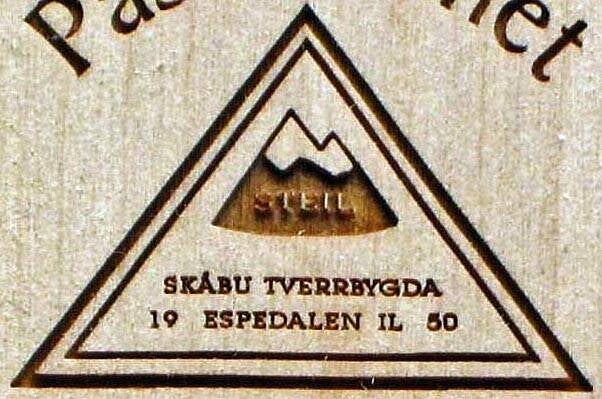 STEIL
SKÅBU TVERRBYGDA
19 ESPEDALEN IL 50